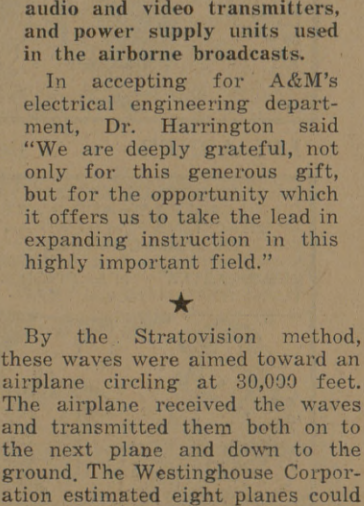 audio and video transmitters,
and power supply units used
in the airborne broadcasts.
In accepting for A&M's
electrical engineering depart-
ment, Dr. Harrington said
"We are deeply grateful, not
only for this generous gift,
but for the opportunity which
it offers us to take the lead in
expanding instruction in this
highly important field."
★
By the Stratovision method,
these waves were aimed toward an
airplane circling at 30,000 feet.
The airplane received the waves
and transmitted them both on to
the next plane and down to the
ground. The Westinghouse Corpor-
ation estimated eight planes could